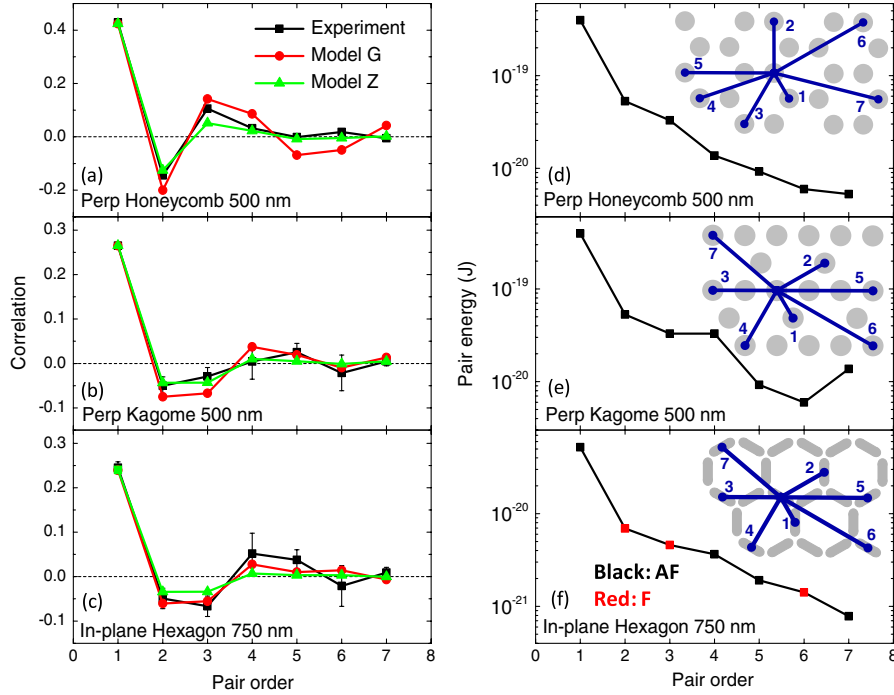 Experiment
Model G
Model Z
0.4
0.2
0.0
-0.2
(a)
Perp Honeycomb 500 nm
0.3
0.2
0.1
0.0
-0.1
(b)
Perp Kagome 500 nm
0.3
0.2
0.1
0.0
-0.1
(c)
In-plane Hexagon 750 nm
0 1 2 3 4 5 6 7 8
Pair order
Correlation
10⁻¹⁹
10⁻²⁰
2
6
5
4
3
1
7
(d)
Perp Honeycomb 500 nm
10⁻¹⁹
10⁻²⁰
7
2
3
5
4
1
6
(e)
Perp Kagome 500 nm
10⁻²⁰
10⁻²¹
7
2
3
5
4
1
6
Black: AF
Red: F
(f)
In-plane Hexagon 750 nm
0 1 2 3 4 5 6 7 8
Pair order
Pair energy (J)